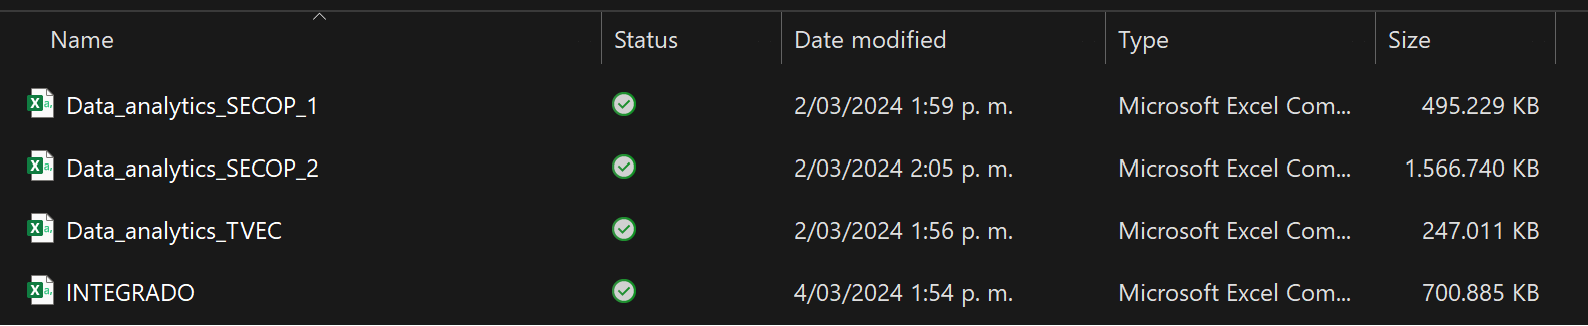 Name Status Date modified Type Size
Data_analytics_SECOP_1 2/03/2024 1:59 p. m. Microsoft Excel Com... 495.229 KB
Data_analytics_SECOP_2 2/03/2024 2:05 p. m. Microsoft Excel Com... 1.566.740 KB
Data_analytics_TVEC 2/03/2024 1:56 p. m. Microsoft Excel Com... 247.011 KB
INTEGRADO 4/03/2024 1:54 p. m. Microsoft Excel Com... 700.885 KB